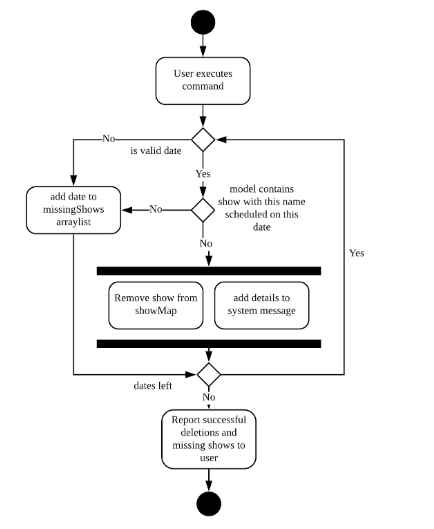 User executes
command
No
is valid date
Yes
add date to
missingShows
arraylist
No
model contains
show with this name
scheduled on this
date
No
Yes
Remove show from
showMap
add details to
system message
dates left
No
Report successful
deletions and
missing shows to
user